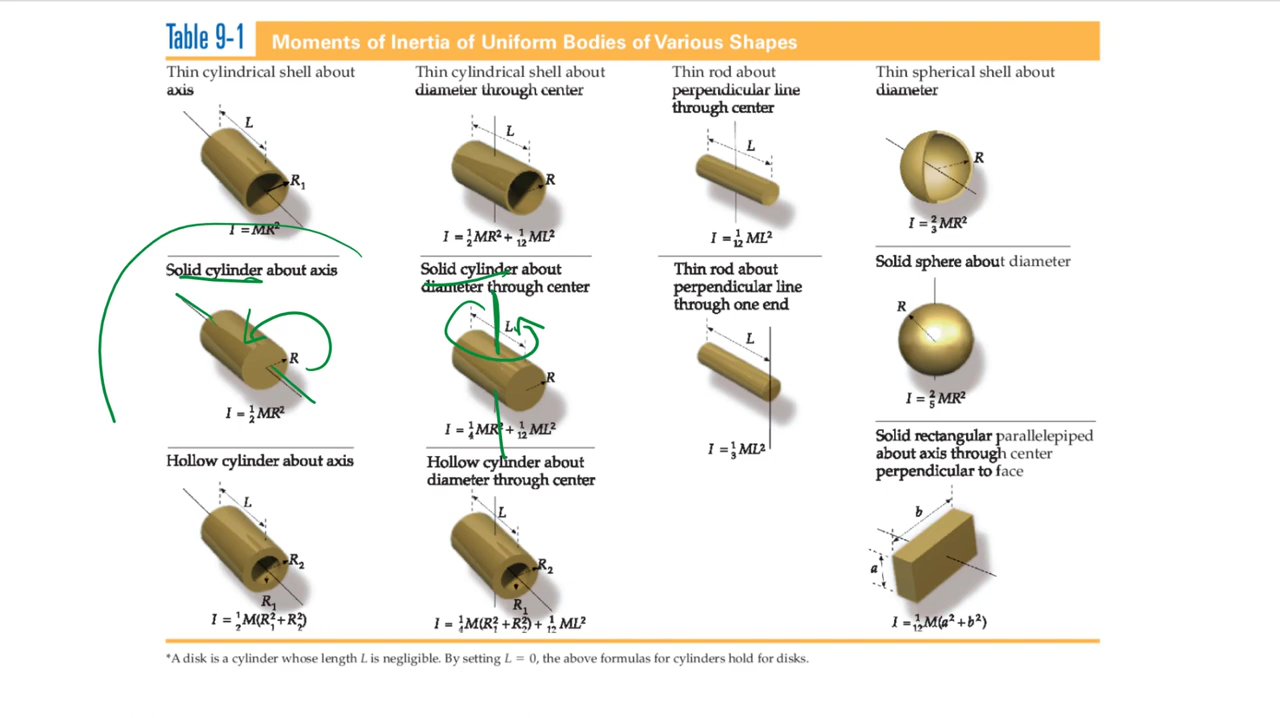 Table 9-1 Moments of Inertia of Uniform Bodies of Various Shapes
Thin cylindrical shell about
axis
L
R₁
I = MR²
Thin cylindrical shell about
diameter through center
L
R
I = ½MR² + 1/12 ML²
Thin rod about
perpendicular line
through center
L
I = 1/12 ML²
Thin spherical shell about
diameter
R
I = ⅔MR²
Solid cylinder about axis
R
I = ½MR²
Solid cylinder about
diameter through center
L
R
I = ¼MR² + 1/12 ML²
Thin rod about
perpendicular line
through one end
L
I = ⅓ML²
Solid sphere about diameter
R
I = ⅖MR²
Hollow cylinder about axis
L
R₂
R₁
I = ½M(R₁² + R₂²)
Hollow cylinder about
diameter through center
L
R₂
R₁
I = ¼M(R₁² + R₂²) + 1/12 ML²
Solid rectangular parallelepiped
about axis through center
perpendicular to face
b
a
I = 1/12 M(a² + b²)
*A disk is a cylinder whose length L is negligible. By setting L = 0, the above formulas for cylinders hold for disks.